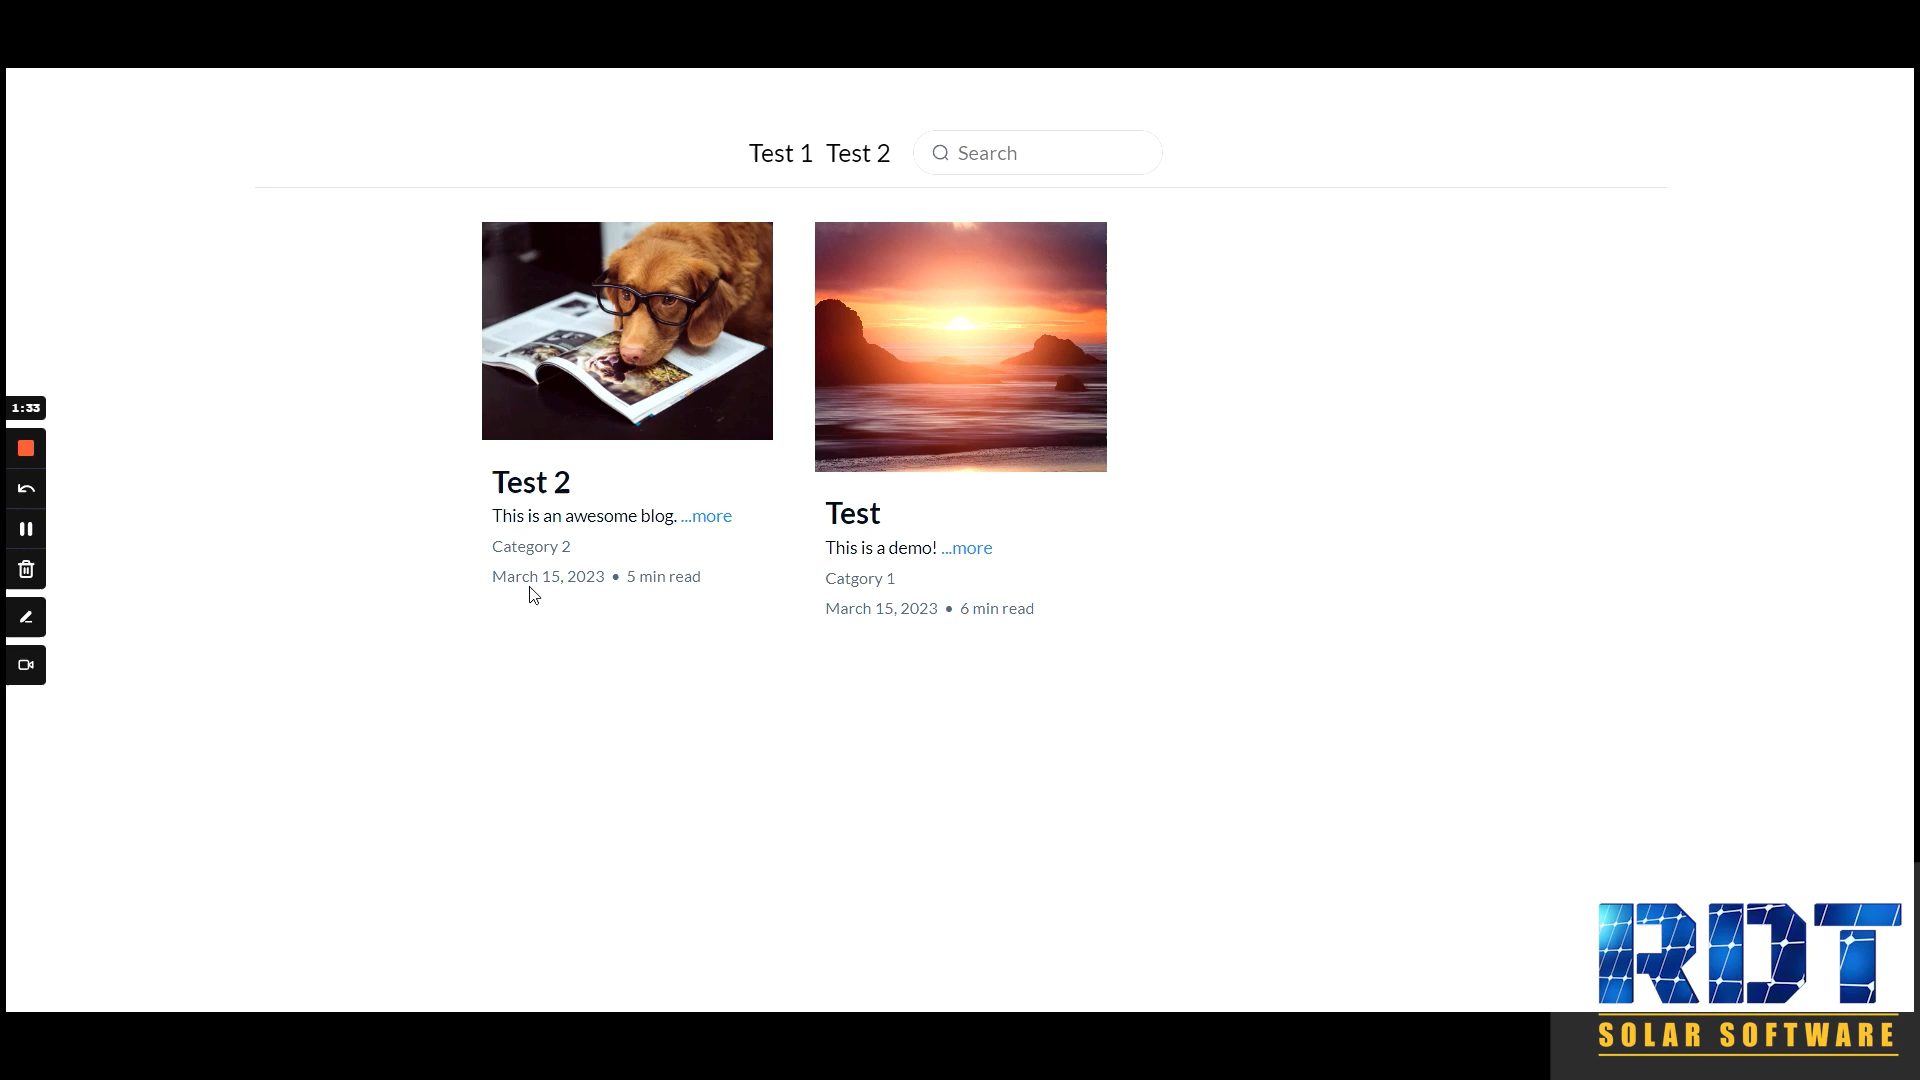 Test 1 Test 2 Search
1:33
Test 2
This is an awesome blog. ...more
Category 2
March 15, 2023 • 5 min read
Test
This is a demo! ...more
Catgory 1
March 15, 2023 • 6 min read
RDT
SOLAR SOFTWARE